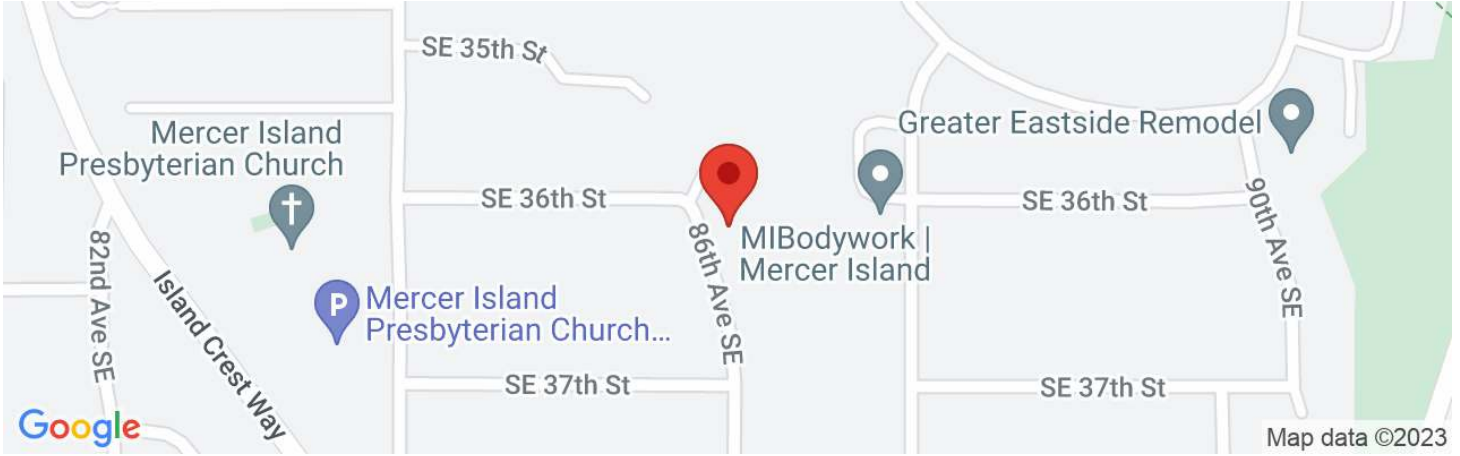 SE 35th St
Mercer Island
Presbyterian Church
Greater Eastside Remodel
SE 36th St
SE 36th St
90th Ave SE
MIBodywork |
Mercer Island
86th Ave SE
82nd Ave SE
Island Crest Way
P
Mercer Island
Presbyterian Church...
SE 37th St
SE 37th St
Google
Map data ©2023